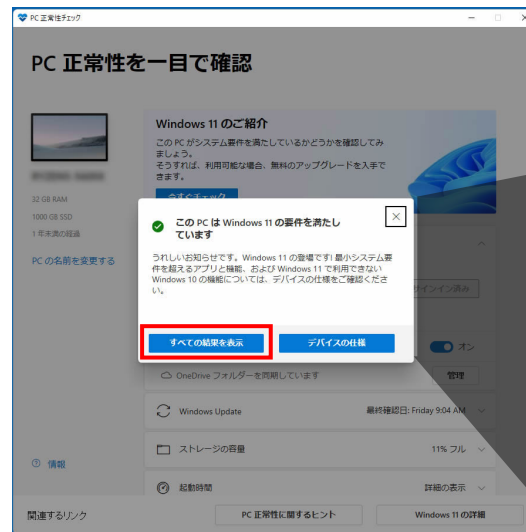 PC 正常性チェック
PC 正常性を一目で確認
32 GB RAM
1000 GB SSD
1 年未満の経過
PC の名前を変更する
Windows 11 のご紹介
この PC がシステム要件を満たしているかどうかを確認してみ
ましょう。
そうすれば、利用可能な場合、無料のアップグレードを入手で
きます。
今すぐチェック
この PC は Windows 11 の要件を満たし
ています
うれしいお知らせです。Windows 11 の登場です! 最小システム要
件を超えるアプリと機能、および Windows 11 で利用できない
Windows 10 の機能については、デバイスの仕様をご確認くださ
い。
すべての結果を表示
デバイスの仕様
サインイン済み
オン
OneDrive フォルダーを同期しています
管理
Windows Update
最終確認日: Friday 9:04 AM
ストレージの容量
11% フル
起動時間
詳細の表示
情報
関連するリンク
PC 正常性に関するヒント
Windows 11 の詳細